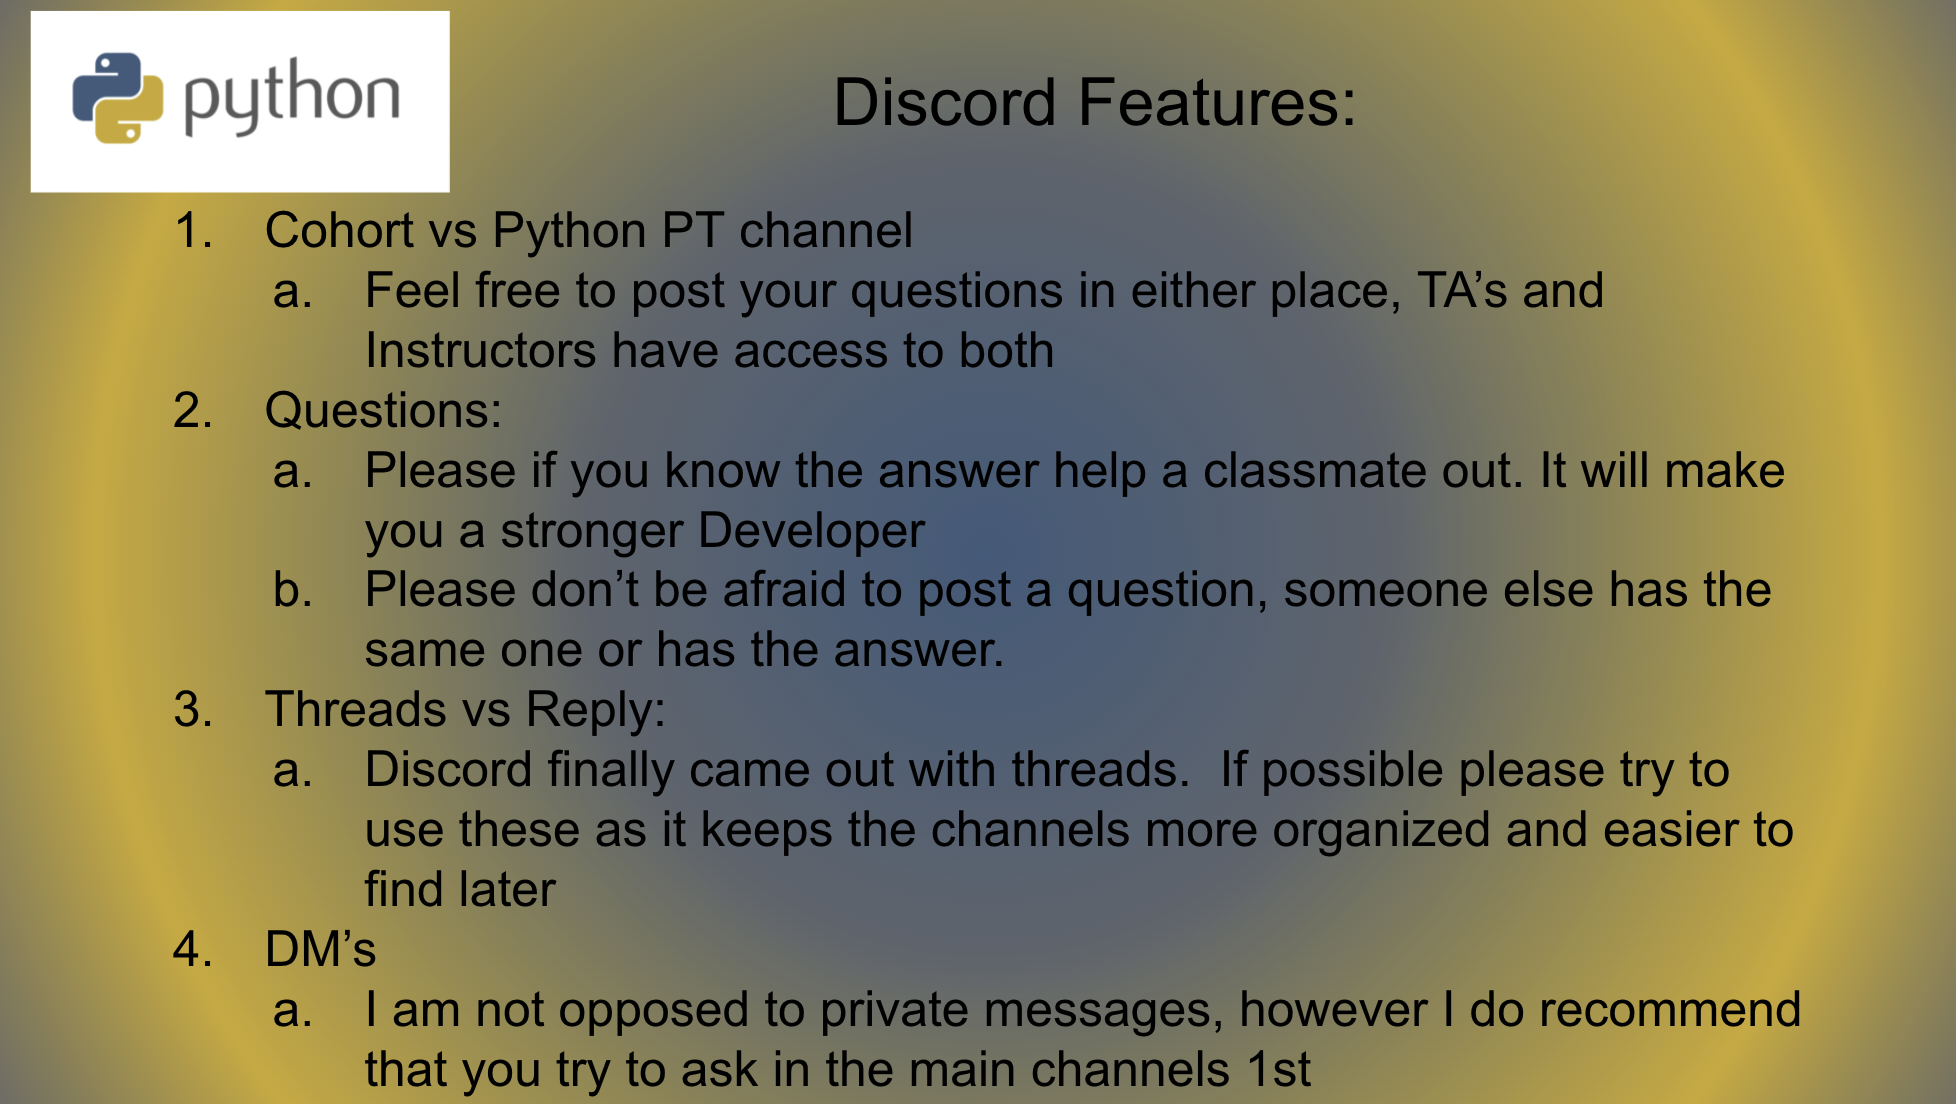 python
Discord Features:
1. Cohort vs Python PT channel
a. Feel free to post your questions in either place, TA’s and
Instructors have access to both
2. Questions:
a. Please if you know the answer help a classmate out. It will make
you a stronger Developer
b. Please don’t be afraid to post a question, someone else has the
same one or has the answer.
3. Threads vs Reply:
a. Discord finally came out with threads.  If possible please try to
use these as it keeps the channels more organized and easier to
find later
4. DM’s
a. I am not opposed to private messages, however I do recommend
that you try to ask in the main channels 1st